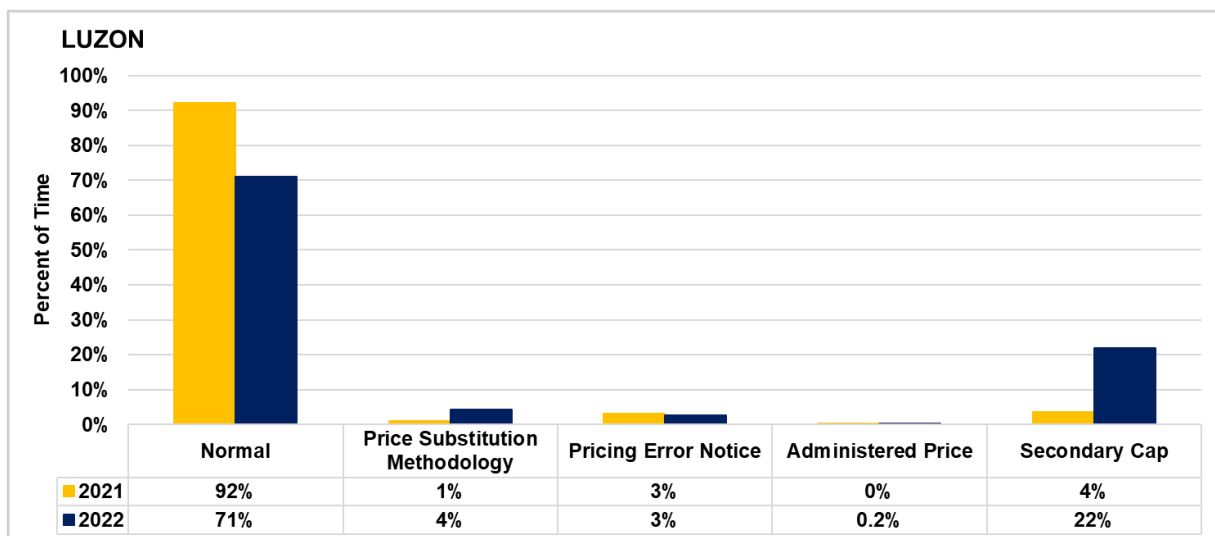 LUZON
Percent of Time
100%
90%
80%
70%
60%
50%
40%
30%
20%
10%
0%
Normal
Price Substitution
Methodology
Pricing Error Notice
Administered Price
Secondary Cap
2021 92% 1% 3% 0% 4%
2022 71% 4% 3% 0.2% 22%